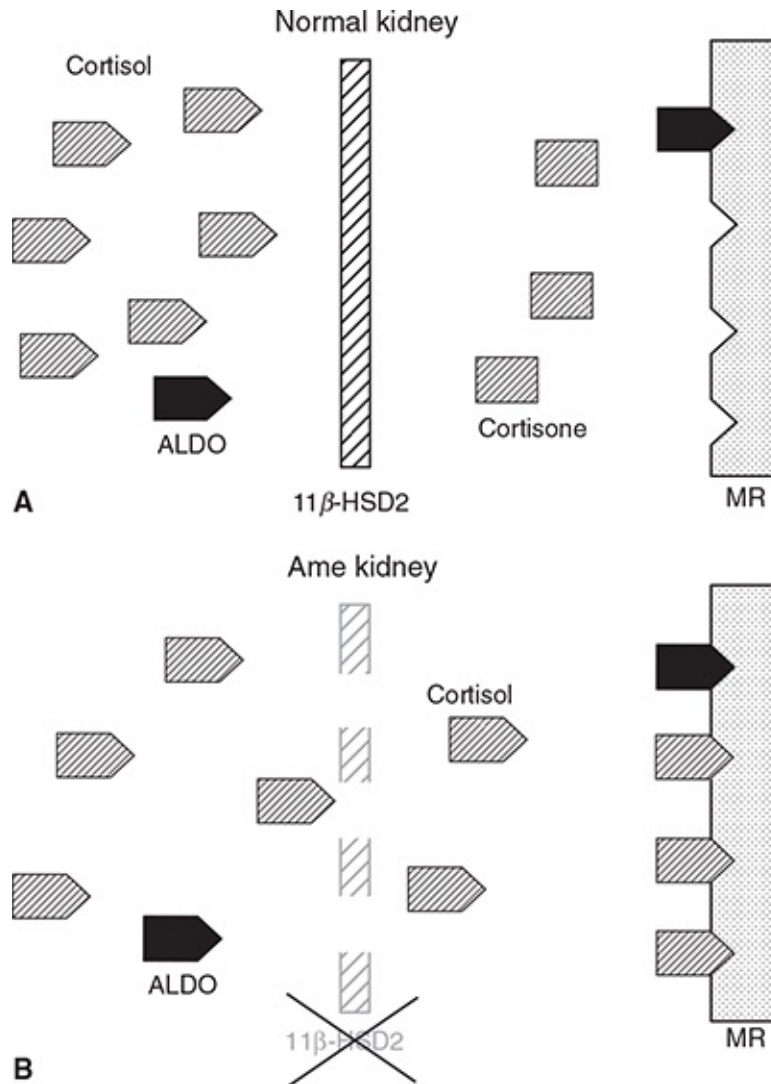 Normal kidney
Cortisol
ALDO
Cortisone
11β-HSD2
MR
A
Ame kidney
Cortisol
ALDO
11β-HSD2
MR
B